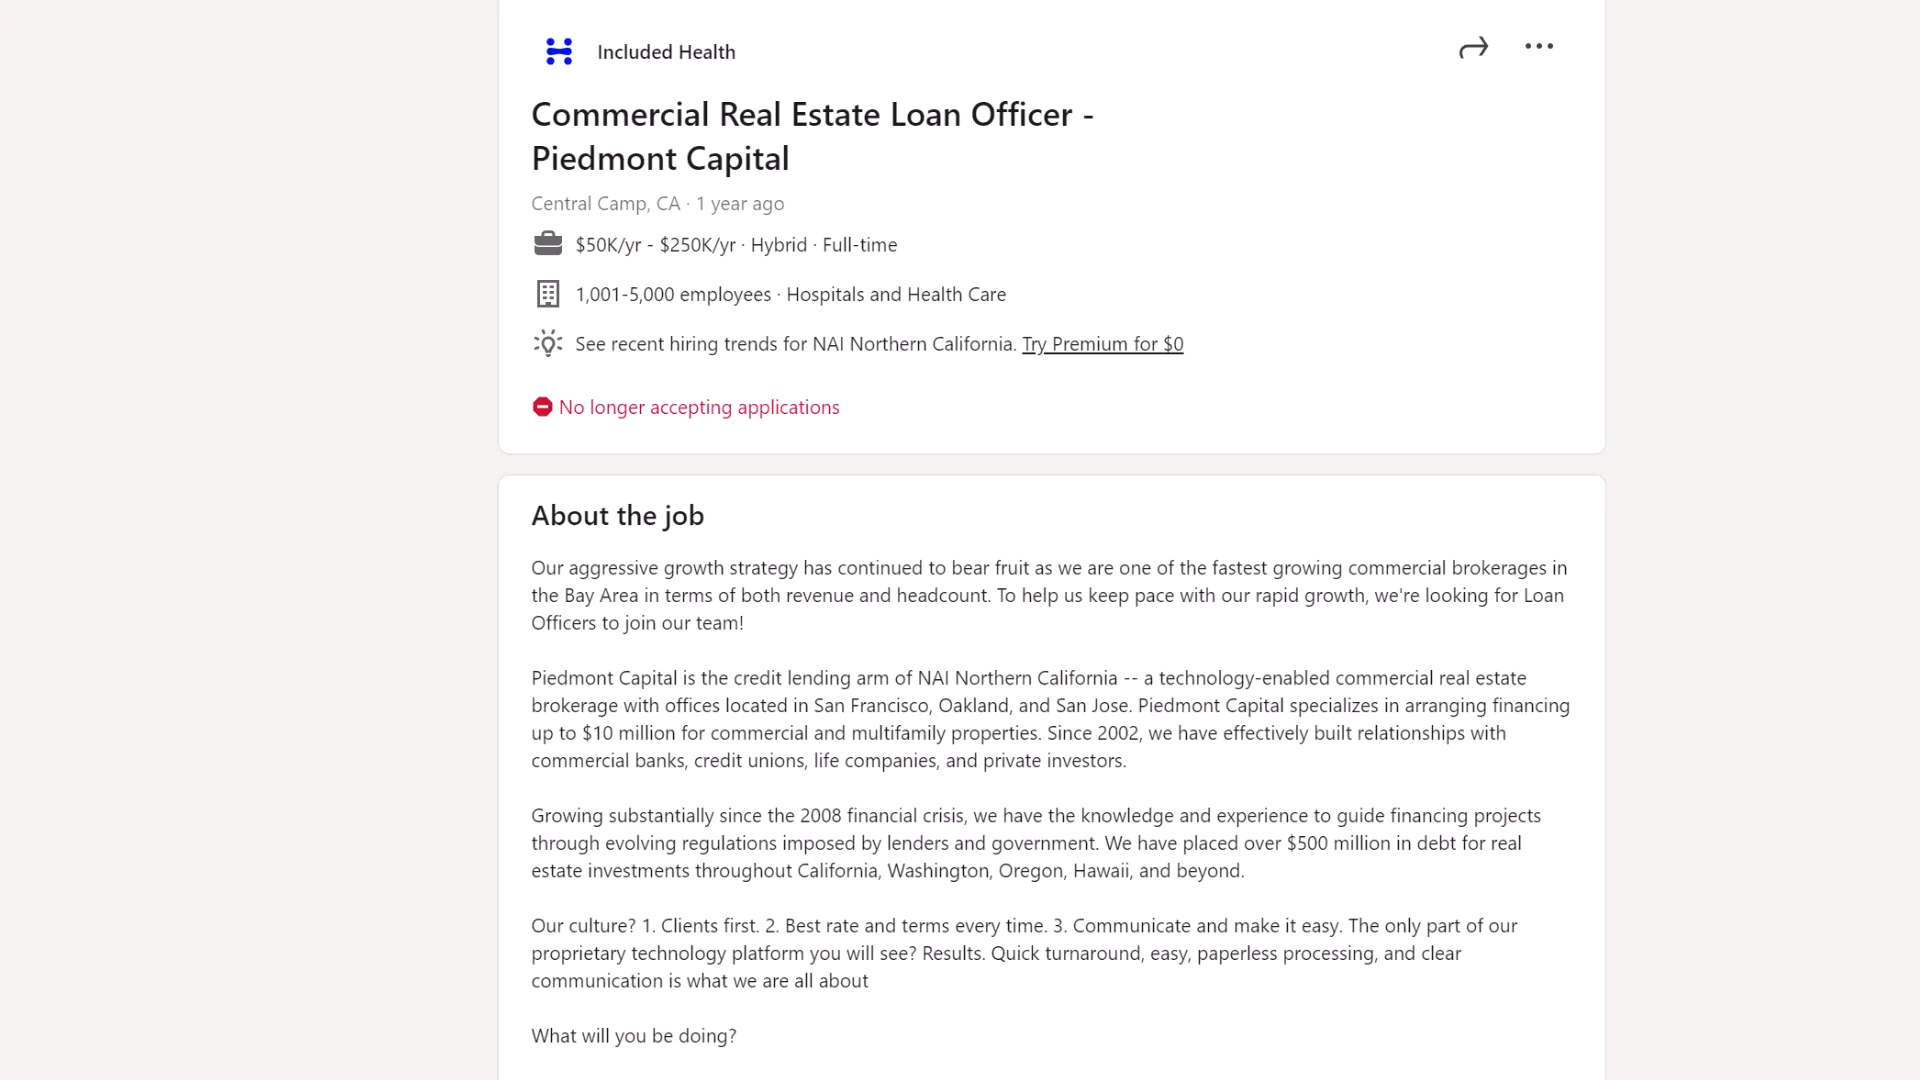 Included Health
Commercial Real Estate Loan Officer -
Piedmont Capital
Central Camp, CA · 1 year ago
$50K/yr - $250K/yr · Hybrid · Full-time
1,001-5,000 employees · Hospitals and Health Care
See recent hiring trends for NAI Northern California. Try Premium for $0
No longer accepting applications
About the job
Our aggressive growth strategy has continued to bear fruit as we are one of the fastest growing commercial brokerages in
the Bay Area in terms of both revenue and headcount. To help us keep pace with our rapid growth, we're looking for Loan
Officers to join our team!
Piedmont Capital is the credit lending arm of NAI Northern California -- a technology-enabled commercial real estate
brokerage with offices located in San Francisco, Oakland, and San Jose. Piedmont Capital specializes in arranging financing
up to $10 million for commercial and multifamily properties. Since 2002, we have effectively built relationships with
commercial banks, credit unions, life companies, and private investors.
Growing substantially since the 2008 financial crisis, we have the knowledge and experience to guide financing projects
through evolving regulations imposed by lenders and government. We have placed over $500 million in debt for real
estate investments throughout California, Washington, Oregon, Hawaii, and beyond.
Our culture? 1. Clients first. 2. Best rate and terms every time. 3. Communicate and make it easy. The only part of our
proprietary technology platform you will see? Results. Quick turnaround, easy, paperless processing, and clear
communication is what we are all about
What will you be doing?